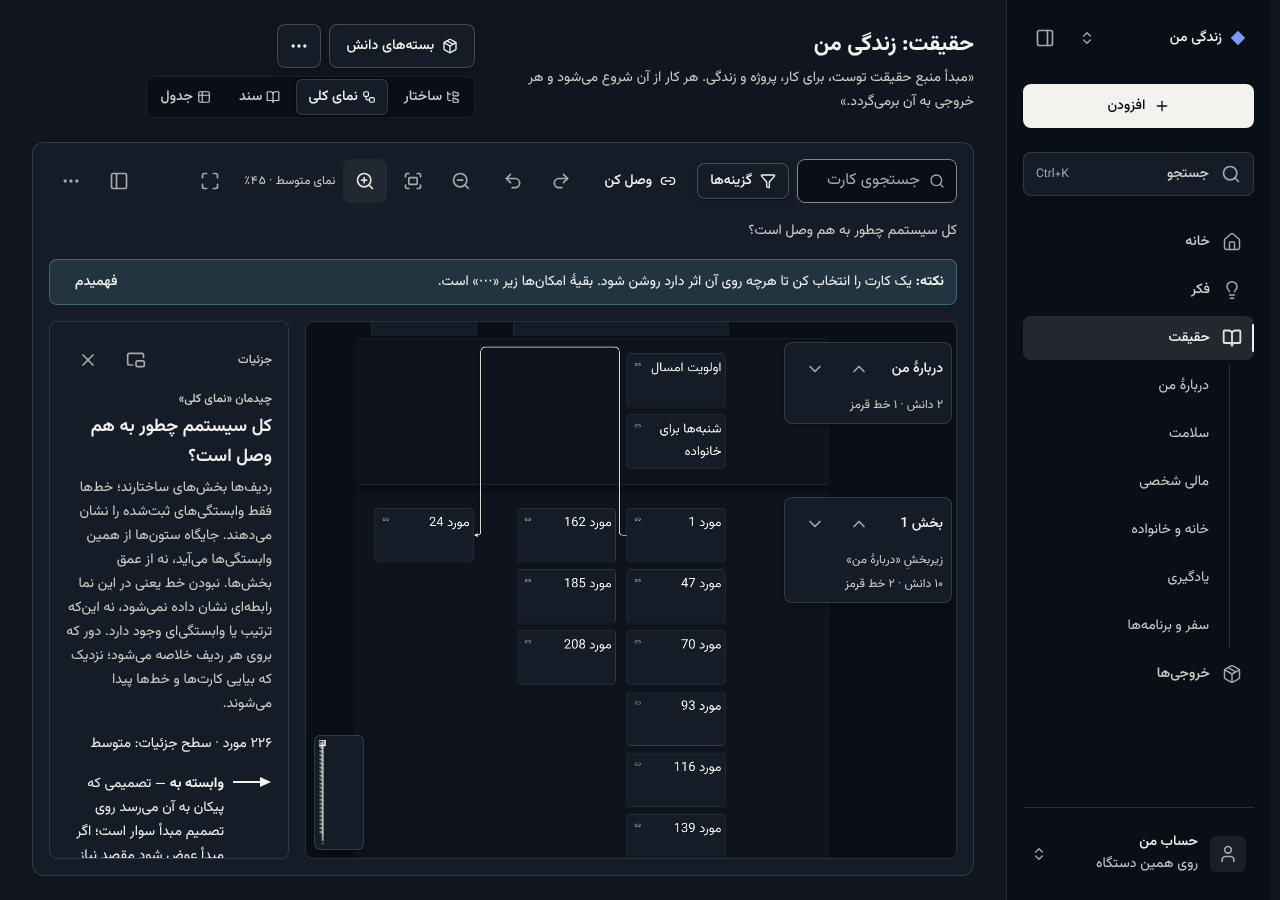 زندگی من
افزودن
جستجو
Ctrl+K
خانه
فکر
حقیقت
دربارهٔ من
سلامت
مالی شخصی
خانه و خانواده
یادگیری
سفر و برنامه‌ها
خروجی‌ها
حساب من
روی همین دستگاه
حقیقت: زندگی من
«مبدأ منبع حقیقت توست، برای کار، پروژه و زندگی. هر کار از آن شروع می‌شود و هر
خروجی به آن برمی‌گردد.»
بسته‌های دانش
ساختار
نمای کلی
سند
جدول
جستجوی کارت
گزینه‌ها
وصل کن
نمای متوسط · ۴۵٪
کل سیستمم چطور به هم وصل است؟
نکته: یک کارت را انتخاب کن تا هرچه روی آن اثر دارد روشن شود. بقیهٔ امکان‌ها زیر «···» است.
فهمیدم
دربارهٔ من
۲ دانش · ۱ خط قرمز
اولویت امسال
شنبه‌ها برای
خانواده
بخش 1
زیربخشِ «دربارهٔ من»
۱۰ دانش · ۲ خط قرمز
مورد 1
مورد 162
مورد 24
مورد 47
مورد 185
مورد 70
مورد 208
مورد 93
مورد 116
مورد 139
جزئیات
چیدمان «نمای کلی»
کل سیستمم چطور به هم
وصل است؟
ردیف‌ها بخش‌های ساختارند؛ خط‌ها
فقط وابستگی‌های ثبت‌شده را نشان
می‌دهند. جایگاه ستون‌ها از همین
وابستگی‌ها می‌آید، نه از عمق
بخش‌ها. نبودن خط یعنی در این نما
رابطه‌ای نشان داده نمی‌شود، نه این‌که
ترتیب یا وابستگی‌ای وجود دارد. دور که
بروی هر ردیف خلاصه می‌شود؛ نزدیک
که بیایی کارت‌ها و خط‌ها پیدا
می‌شوند.
۲۲۶ مورد · سطح جزئیات: متوسط
وابسته به — تصمیمی که
پیکان به آن می‌رسد روی
تصمیم مبدأ سوار است؛ اگر
مبدأ عوض شود مقصد نیاز